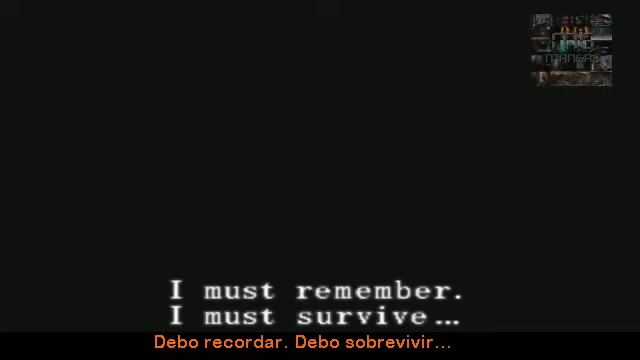 I must remember.
I must survive...
Debo recordar. Debo sobrevivir...